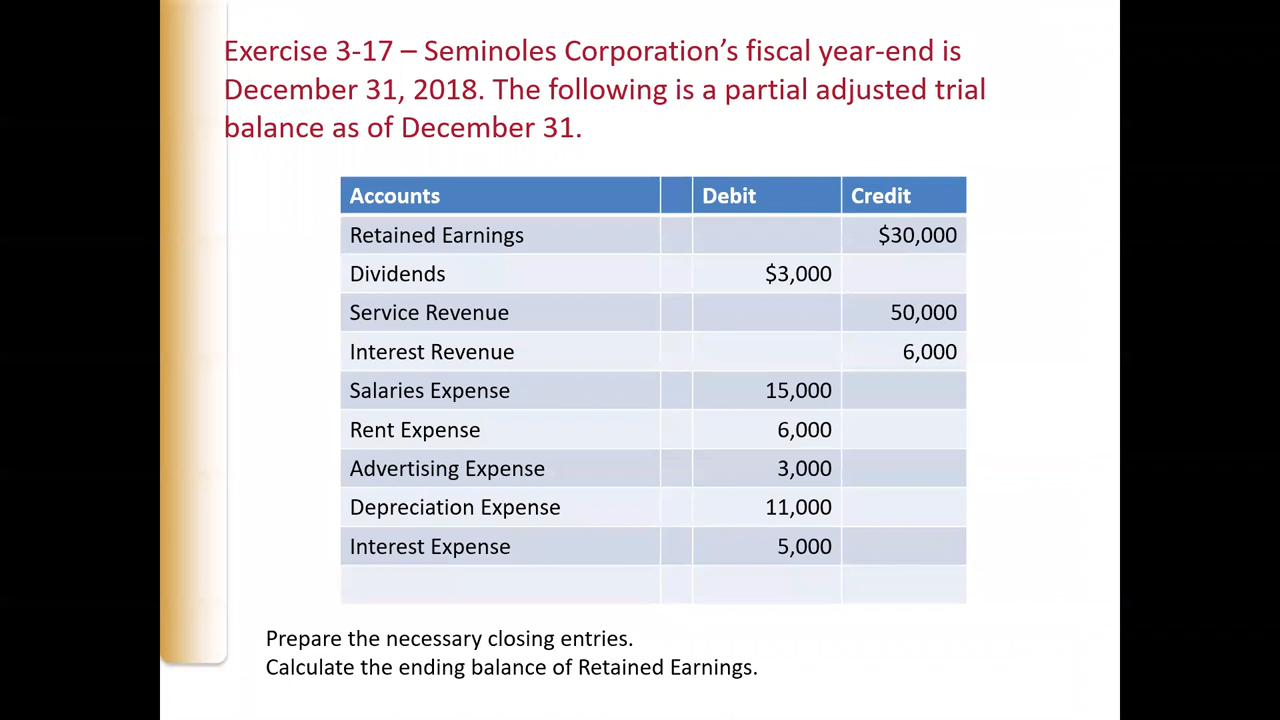 Exercise 3-17 – Seminoles Corporation’s fiscal year-end is
December 31, 2018. The following is a partial adjusted trial
balance as of December 31.
Accounts Debit Credit
Retained Earnings $30,000
Dividends $3,000
Service Revenue 50,000
Interest Revenue 6,000
Salaries Expense 15,000
Rent Expense 6,000
Advertising Expense 3,000
Depreciation Expense 11,000
Interest Expense 5,000
Prepare the necessary closing entries.
Calculate the ending balance of Retained Earnings.